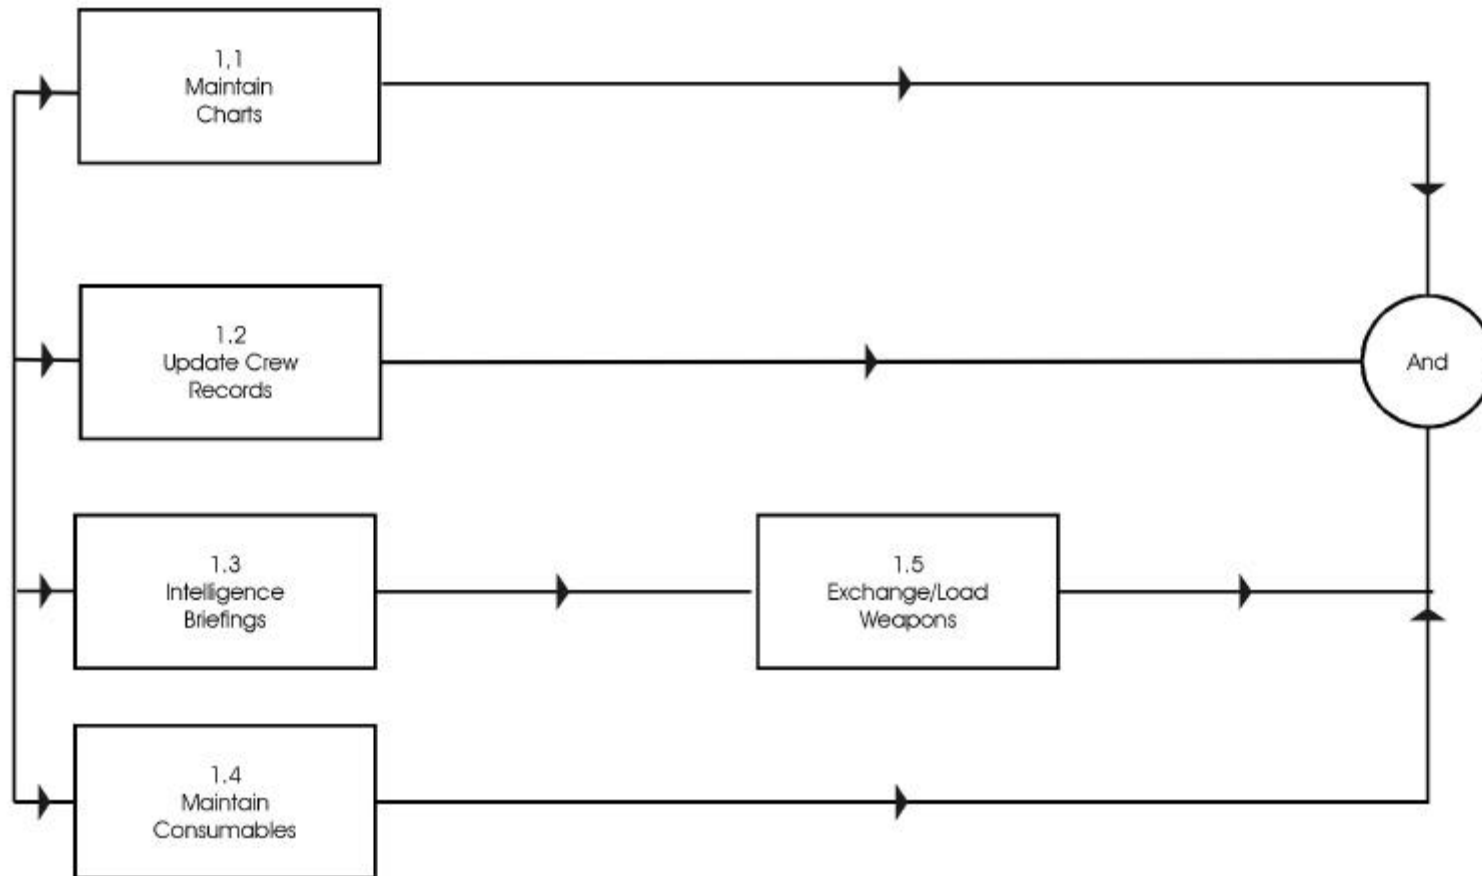 1.1
Maintain
Charts
1.2
Update Crew
Records
And
1.3
Intelligence
Briefings
1.5
Exchange/Load
Weapons
1.4
Maintain
Consumables